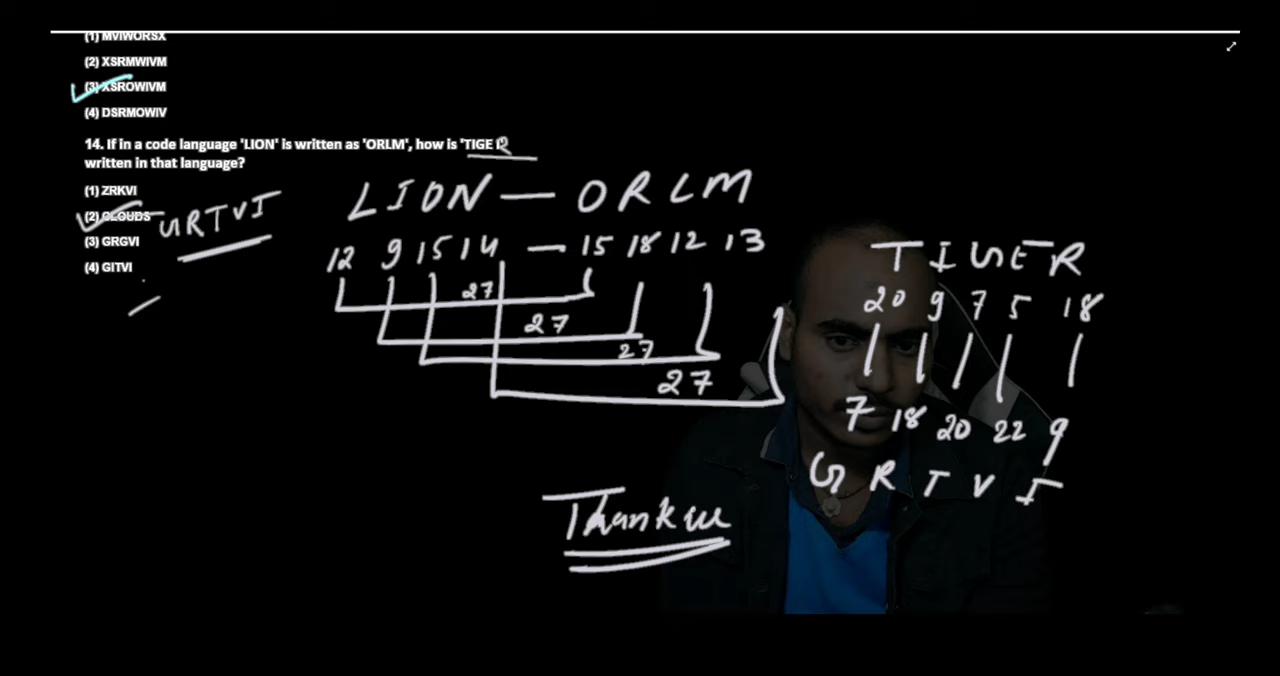 (1) MVIWORSX
(2) XSRMWIVM
(3) XSROWIVM
(4) DSRMOWIV
14. If in a code language 'LION' is written as 'ORLM', how is 'TIGE R
written in that language?
(1) ZRKVI
(2) CLOUDS GRTVI
(3) GRGVI
(4) GITVI
LION — ORLM
12 9 15 14 — 15 18 12 13
27
27
27
27
TIGER
20 9 7 5 18
7 18 20 22 9
G R T V I